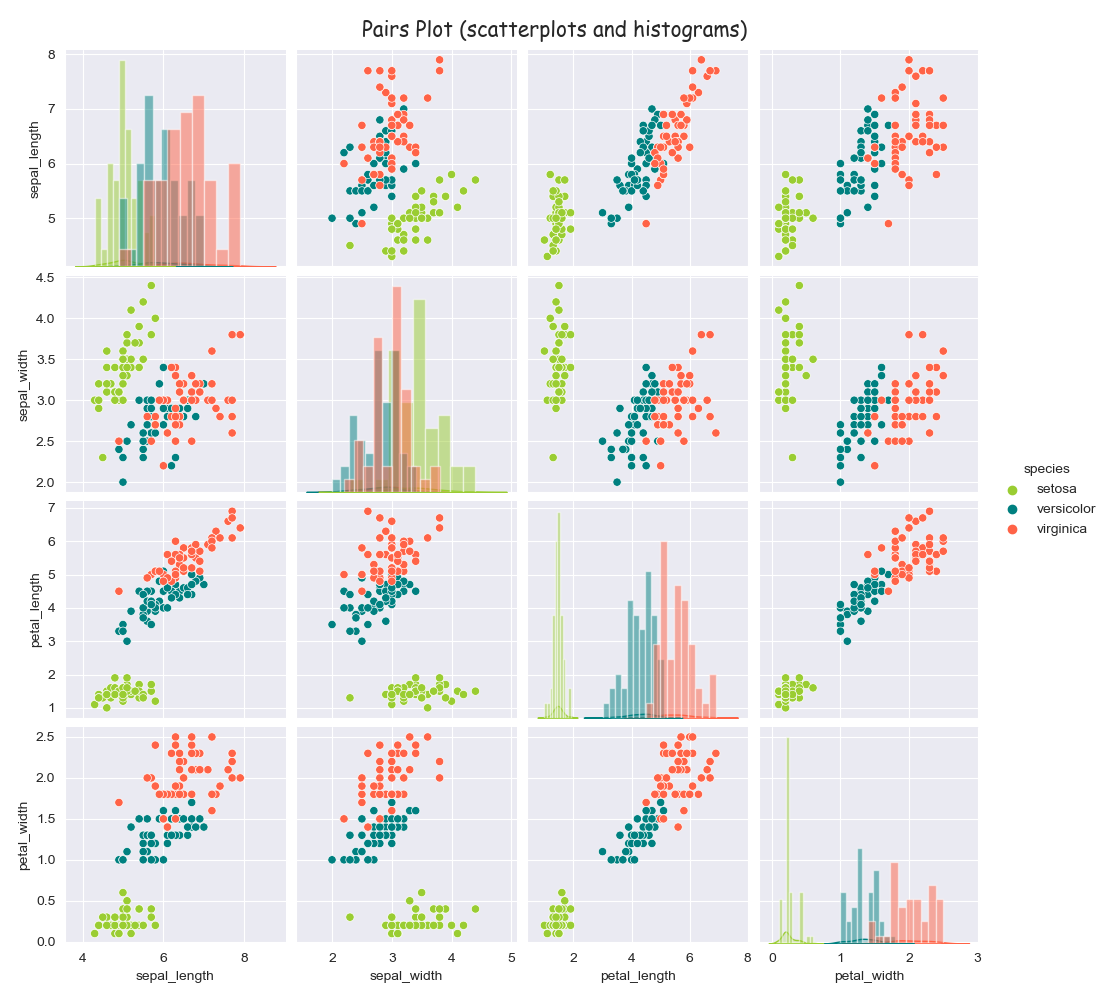 Pairs Plot (scatterplots and histograms)
8
7
6
5
sepal_length
4.5
4.0
3.5
3.0
2.5
2.0
sepal_width
7
6
5
4
3
2
1
petal_length
2.5
2.0
1.5
1.0
0.5
0.0
petal_width
4 6 8
sepal_length
2 3 4 5
sepal_width
2 4 6 8
petal_length
0 1 2 3
petal_width
species
setosa
versicolor
virginica